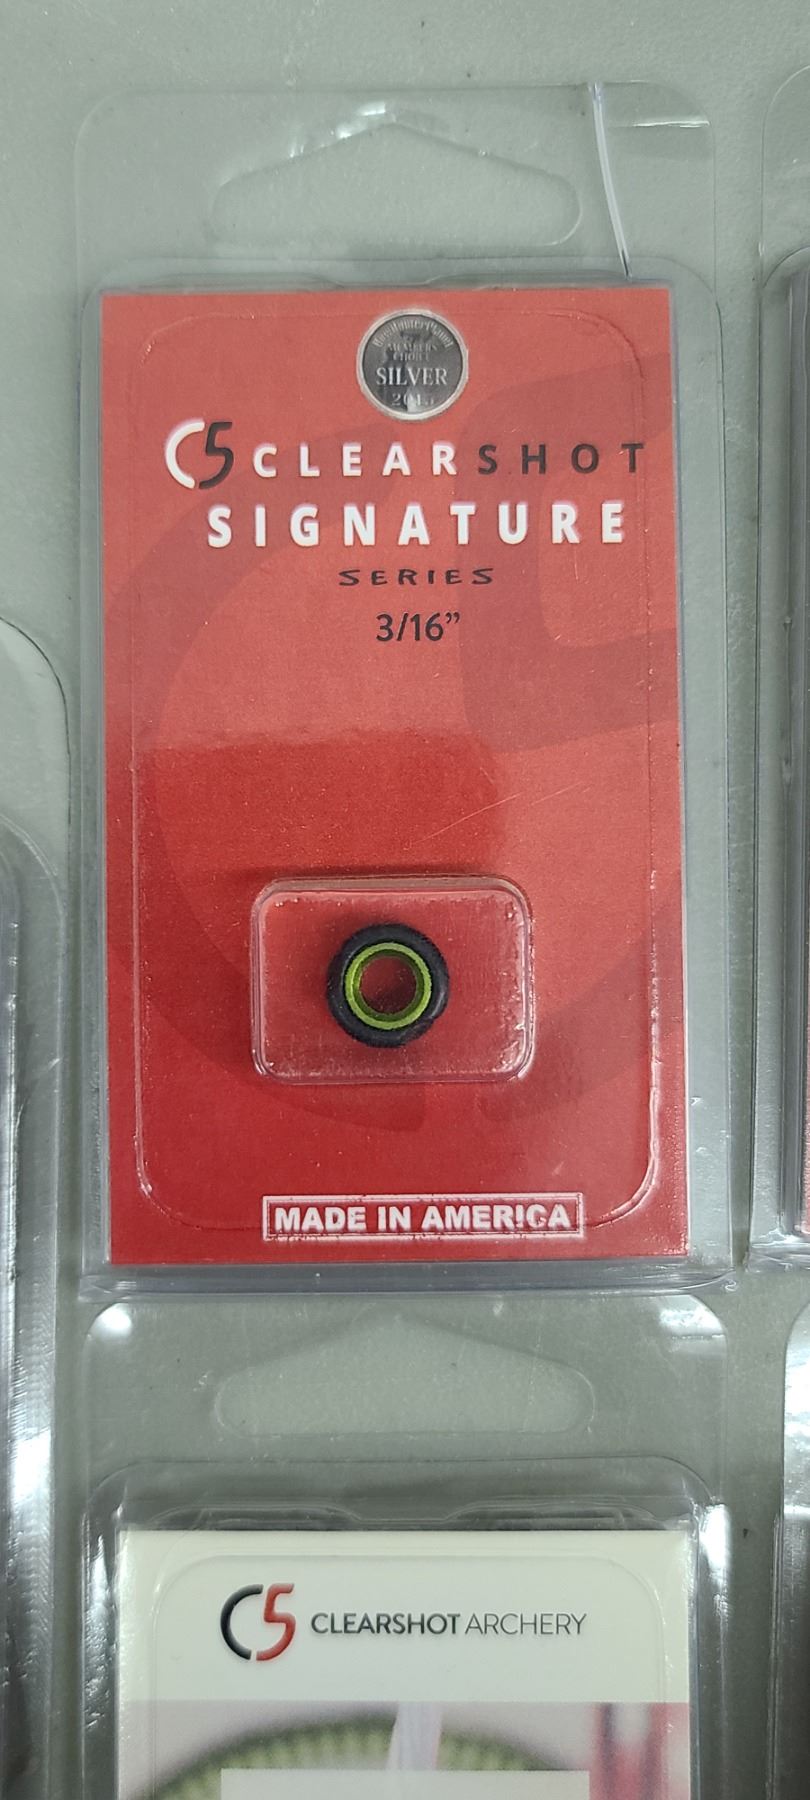 SILVER
C5 CLEARSHOT
SIGNATURE
SERIES
3/16”
MADE IN AMERICA
C5 CLEARSHOT ARCHERY